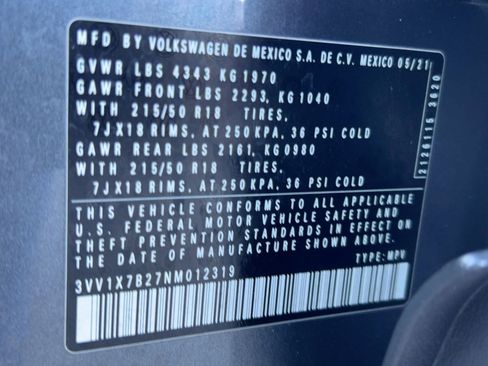 MFD BY VOLKSWAGEN DE MEXICO S.A. DE C.V. MEXICO 05/21
GVWR LBS 4343 KG 1970
GAWR FRONT LBS 2293, KG 1040
WITH 215/50 R18 TIRES,
7JX18 RIMS, AT 250 KPA, 36 PSI COLD
GAWR REAR LBS 2161, KG 0980
WITH 215/50 R18 TIRES,
7JX18 RIMS, AT 250 KPA, 36 PSI COLD
THIS VEHICLE CONFORMS TO ALL APPLICABLE
U.S. FEDERAL MOTOR VEHICLE SAFETY AND
THEFT PREVENTION STANDARDS IN EFFECT ON
THE DATE OF MANUFACTURE SHOWN ABOVE.
3VV1X7B27NM012319 TYPE: MPV
2126115 3620